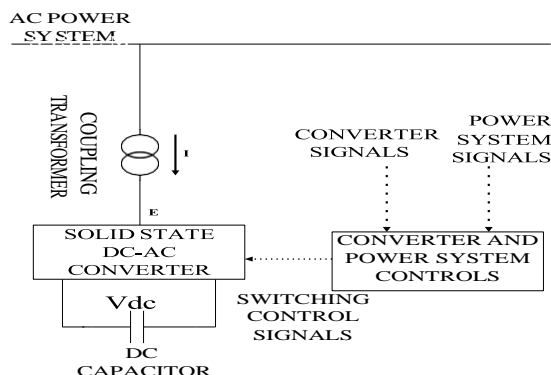 AC POWER
SYSTEM
COUPLING
TRANSFORMER
I
E
CONVERTER
SIGNALS
POWER
SYSTEM
SIGNALS
SOLID STATE
DC-AC
CONVERTER
CONVERTER AND
POWER SYSTEM
CONTROLS
Vdc
SWITCHING
CONTROL
SIGNALS
DC
CAPACITOR